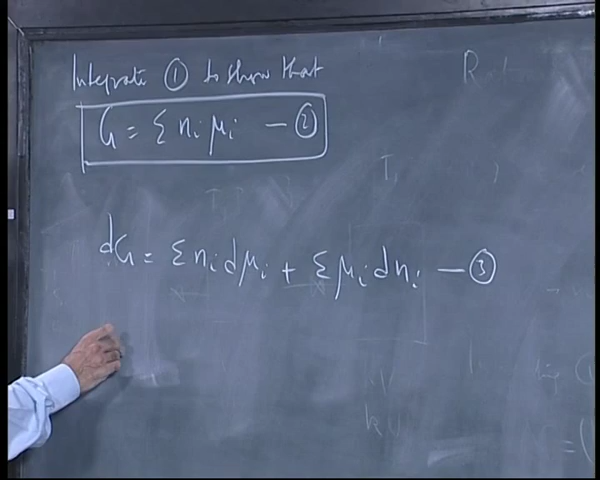 Integrate ① to show that
G = Σ nᵢ μᵢ — ②
dG = Σ nᵢ dμᵢ + Σ μᵢ dnᵢ — ③